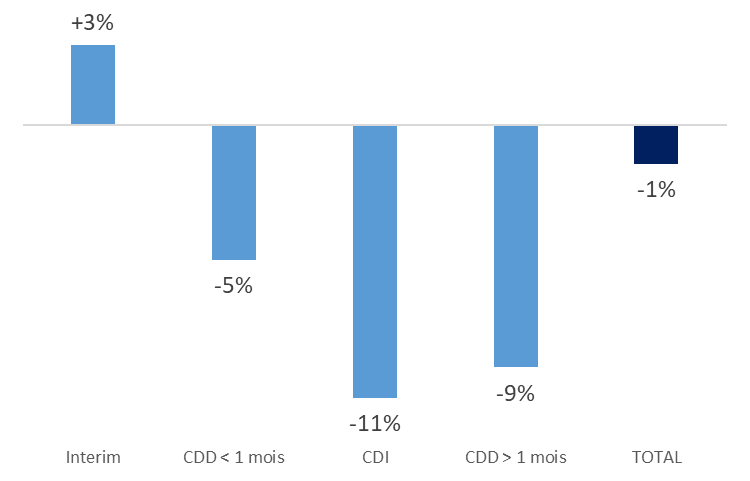 +3%
-5%
-11%
-9%
-1%
Interim
CDD < 1 mois
CDI
CDD > 1 mois
TOTAL